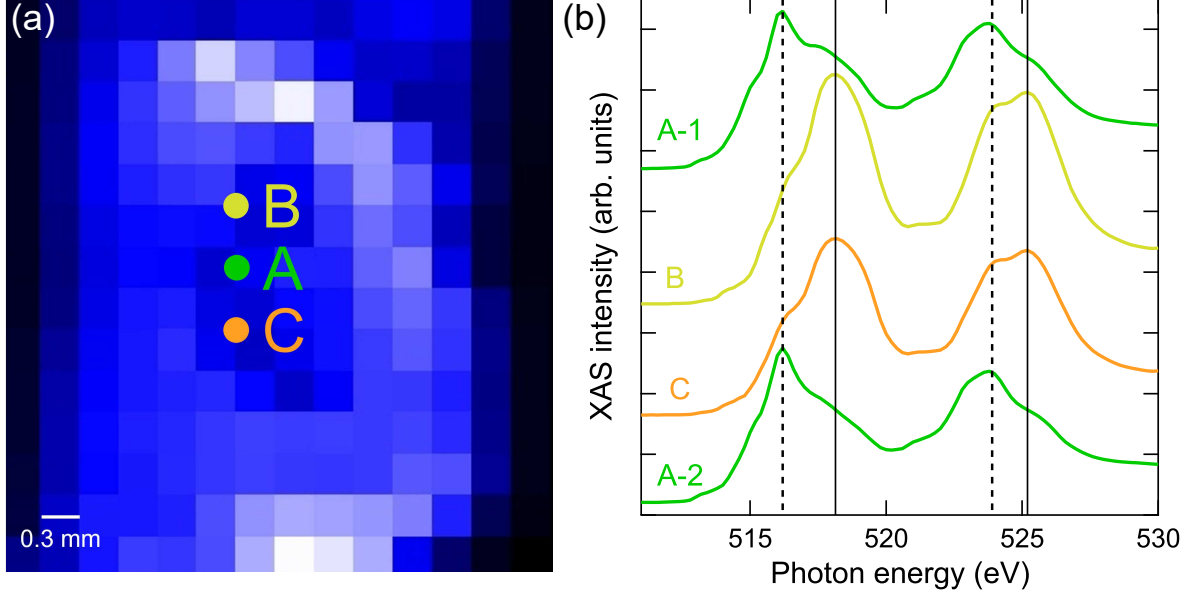 (a)
B
A
C
0.3 mm
(b)
XAS intensity (arb. units)
A-1
B
C
A-2
515 520 525 530
Photon energy (eV)